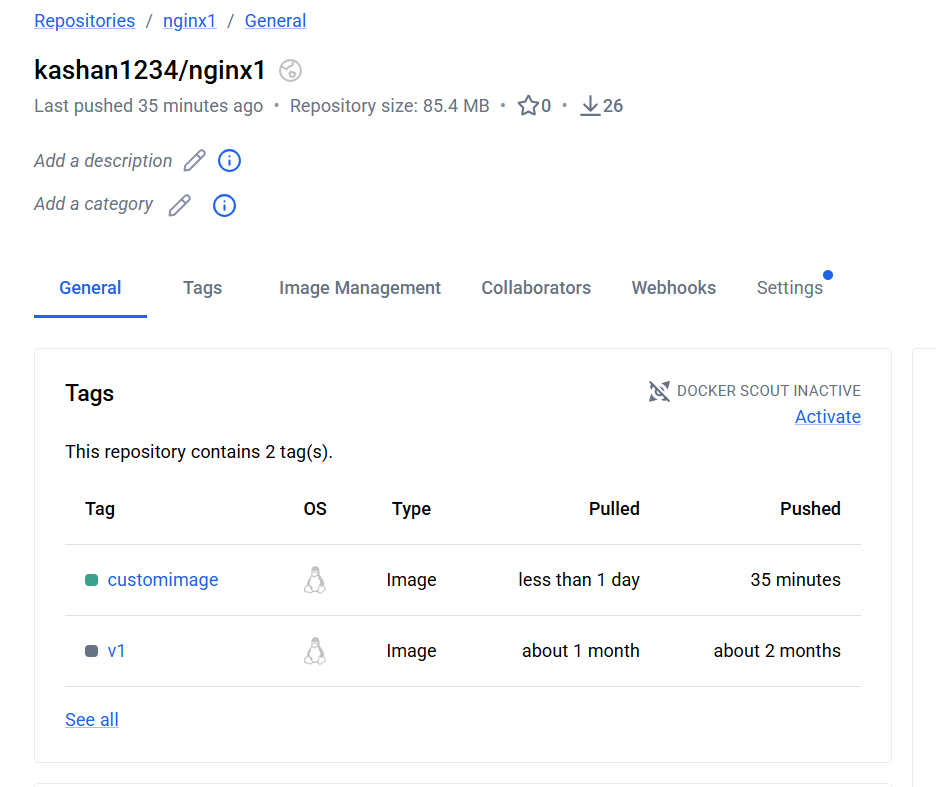 Repositories / nginx1 / General
kashan1234/nginx1
Last pushed 35 minutes ago • Repository size: 85.4 MB • 0 • 26
Add a description
Add a category
General Tags Image Management Collaborators Webhooks Settings
Tags
DOCKER SCOUT INACTIVE
Activate
This repository contains 2 tag(s).
Tag OS Type Pulled Pushed
customimage Image less than 1 day 35 minutes
v1 Image about 1 month about 2 months
See all